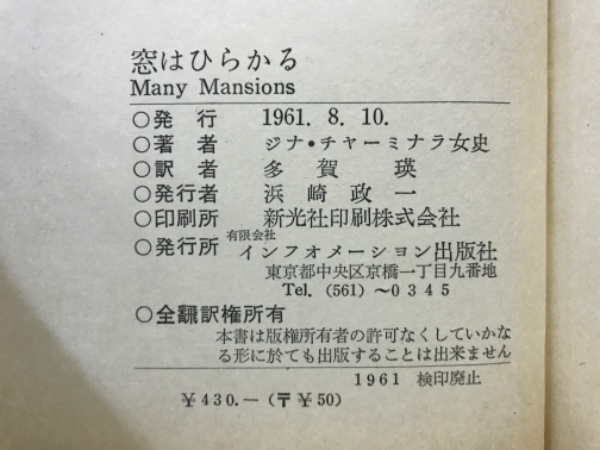 窓はひらかる
Many Mansions
○発行 1961. 8. 10.
○著者 ジナ・チャーミナラ女史
○訳者 多賀瑛
○発行者 浜崎政一
○印刷所 新光社印刷株式会社
○発行所 有限会社 インフォメーション出版社
東京都中央区京橋一丁目九番地
Tel. (561) ～0345
○全飜訳権所有
本書は版権所有者の許可なくしていかな
る形に於ても出版することは出来ません
1961 検印廃止
¥430.—(〒¥50)